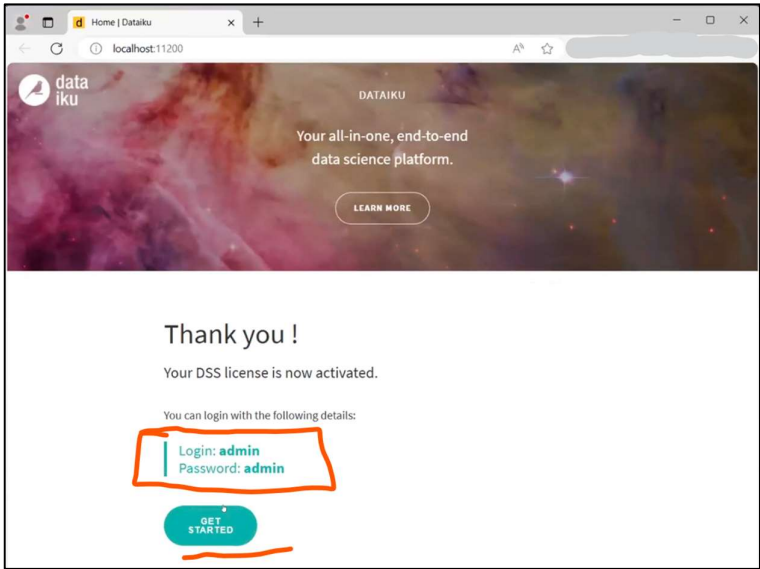 Home | Dataiku
localhost:11200
data
iku
DATAIKU
Your all-in-one, end-to-end
data science platform.
LEARN MORE
Thank you !
Your DSS license is now activated.
You can login with the following details:
Login: admin
Password: admin
GET
STARTED